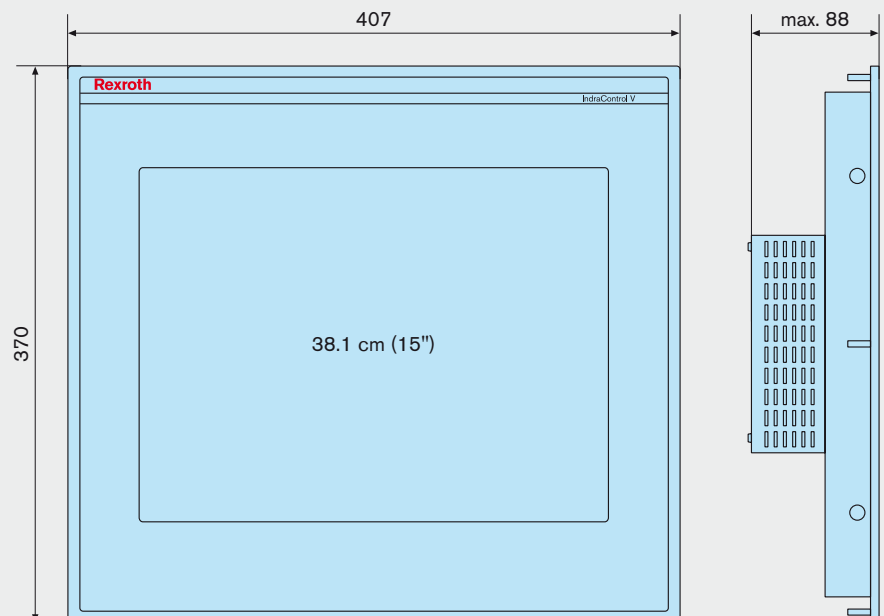 407
max. 88
Rexroth
IndraControl V
370
38.1 cm (15")